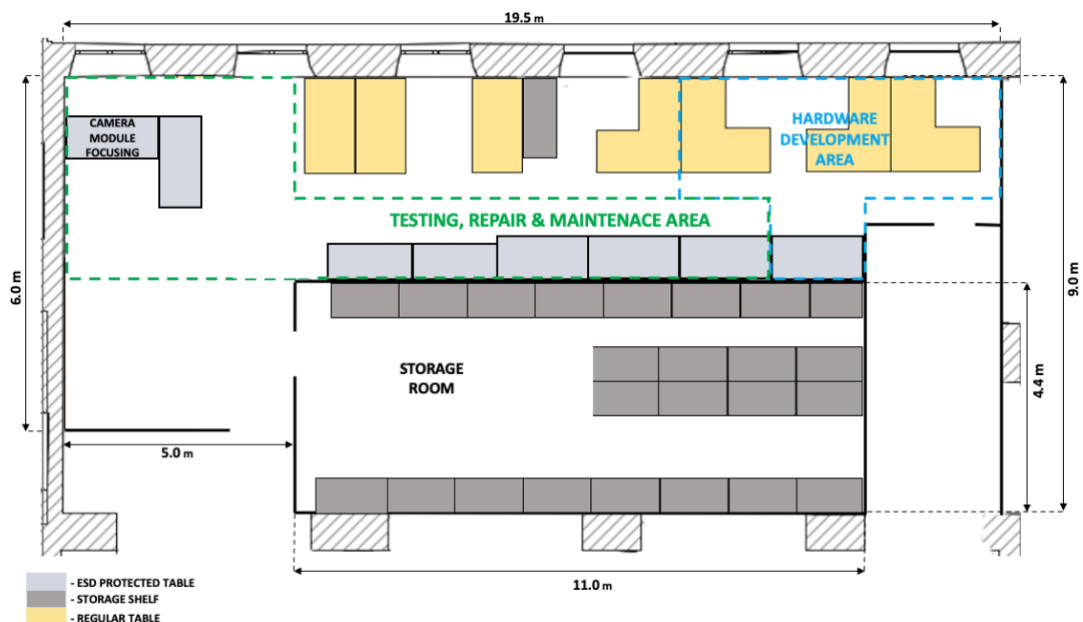 19.5 m
CAMERA
MODULE
FOCUSING
HARDWARE
DEVELOPMENT
AREA
TESTING, REPAIR & MAINTENACE AREA
6.0 m
9.0 m
STORAGE
ROOM
4.4 m
5.0 m
11.0 m
- ESD PROTECTED TABLE
- STORAGE SHELF
- REGULAR TABLE